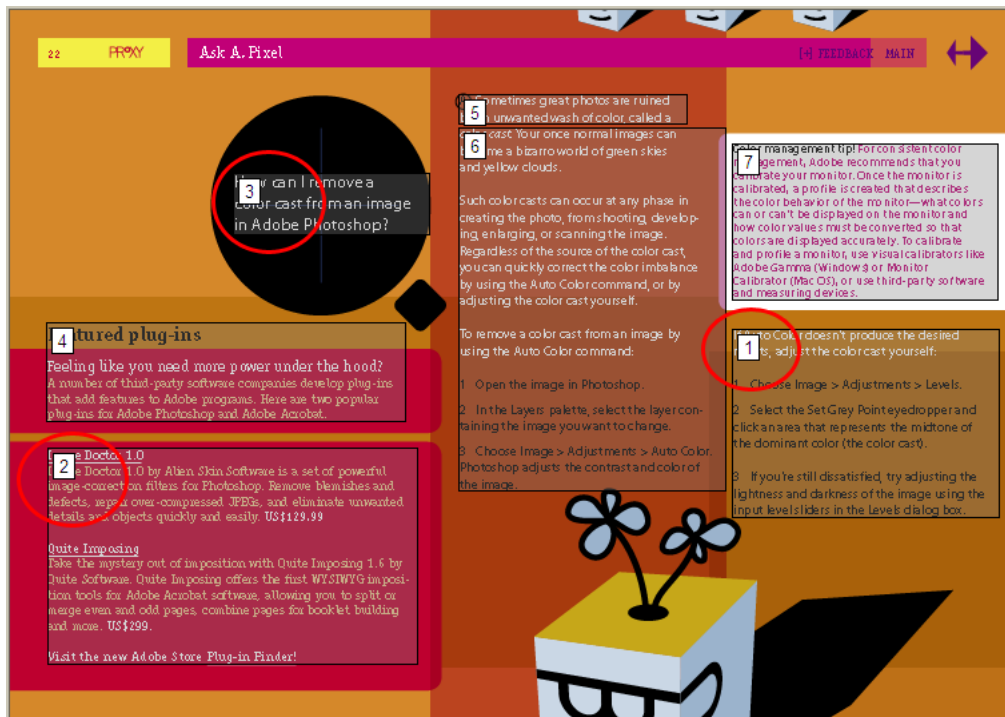 22 PROXY Ask A. Pixel [+] FEEDBACK MAIN
3
How can I remove a
color cast from an image
in Adobe Photoshop?
4
Featured plug-ins
Feeling like you need more power under the hood?
A number of third-party software companies develop plug-ins
that add features to Adobe programs. Here are two popular
plug-ins for Adobe Photoshop and Adobe Acrobat.
2
Doctor 1.0
Doctor 1.0 by Alien Skin Software is a set of powerful
image-correction filters for Photoshop. Remove blemishes and
defects, repair over-compressed JPEGs, and eliminate unwanted
details and objects quickly and easily. US$129.99
Quite Imposing
Take the mystery out of imposition with Quite Imposing 1.6 by
Quite Software. Quite Imposing offers the first WYSIWYG imposi-
tion tools for Adobe Acrobat software, allowing you to split or
merge even and odd pages, combine pages for booklet building
and more. US$299.
Visit the new Adobe Store Plug-in Finder!
5
Sometimes great photos are ruined
unwanted wash of color, called a
cast. Your once normal images can
6
a bizarro world of green skies
and yellow clouds.
Such color casts can occur at any phase in
creating the photo, from shooting, develop-
ing, enlarging, or scanning the image.
Regardless of the source of the color cast,
you can quickly correct the color imbalance
by using the Auto Color command, or by
adjusting the color cast yourself.
To remove a color cast from an image by
using the Auto Color command:
1 Open the image in Photoshop.
2 In the Layers palette, select the layer con-
taining the image you want to change.
3 Choose Image > Adjustments > Auto Color.
Photoshop adjusts the contrast and color of
the image.
7
Color management tip! For consistent color
management, Adobe recommends that you
calibrate your monitor. Once the monitor is
calibrated, a profile is created that describes
the color behavior of the monitor—what colors
can or can't be displayed on the monitor and
how color values must be converted so that
colors are displayed accurately. To calibrate
and profile a monitor, use visual calibrators like
Adobe Gamma (Windows) or Monitor
Calibrator (Mac OS), or use third-party software
and measuring devices.
1
If Auto Color doesn't produce the desired
results, adjust the color cast yourself:
1 Choose Image > Adjustments > Levels.
2 Select the Set Grey Point eyedropper and
click an area that represents the midtone of
the dominant color (the color cast).
3 If you're still dissatisfied, try adjusting the
lightness and darkness of the image using the
input level sliders in the Levels dialog box.